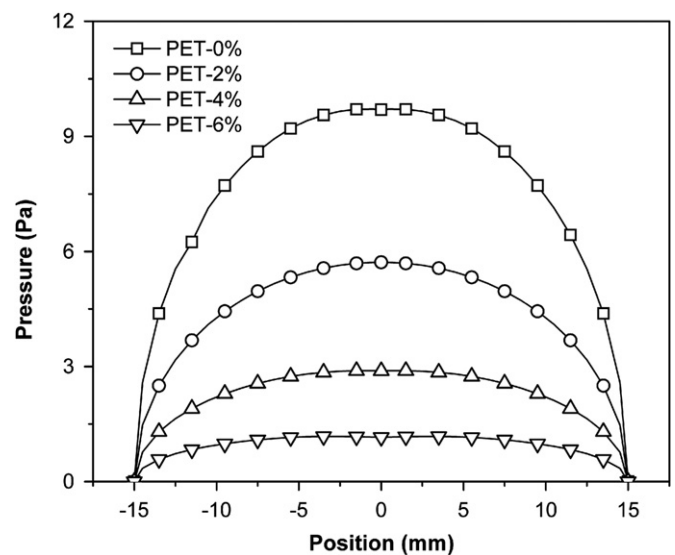 12
9
6
3
0
Pressure (Pa)
PET-0%
PET-2%
PET-4%
PET-6%
-15
-10
-5
0
5
10
15
Position (mm)